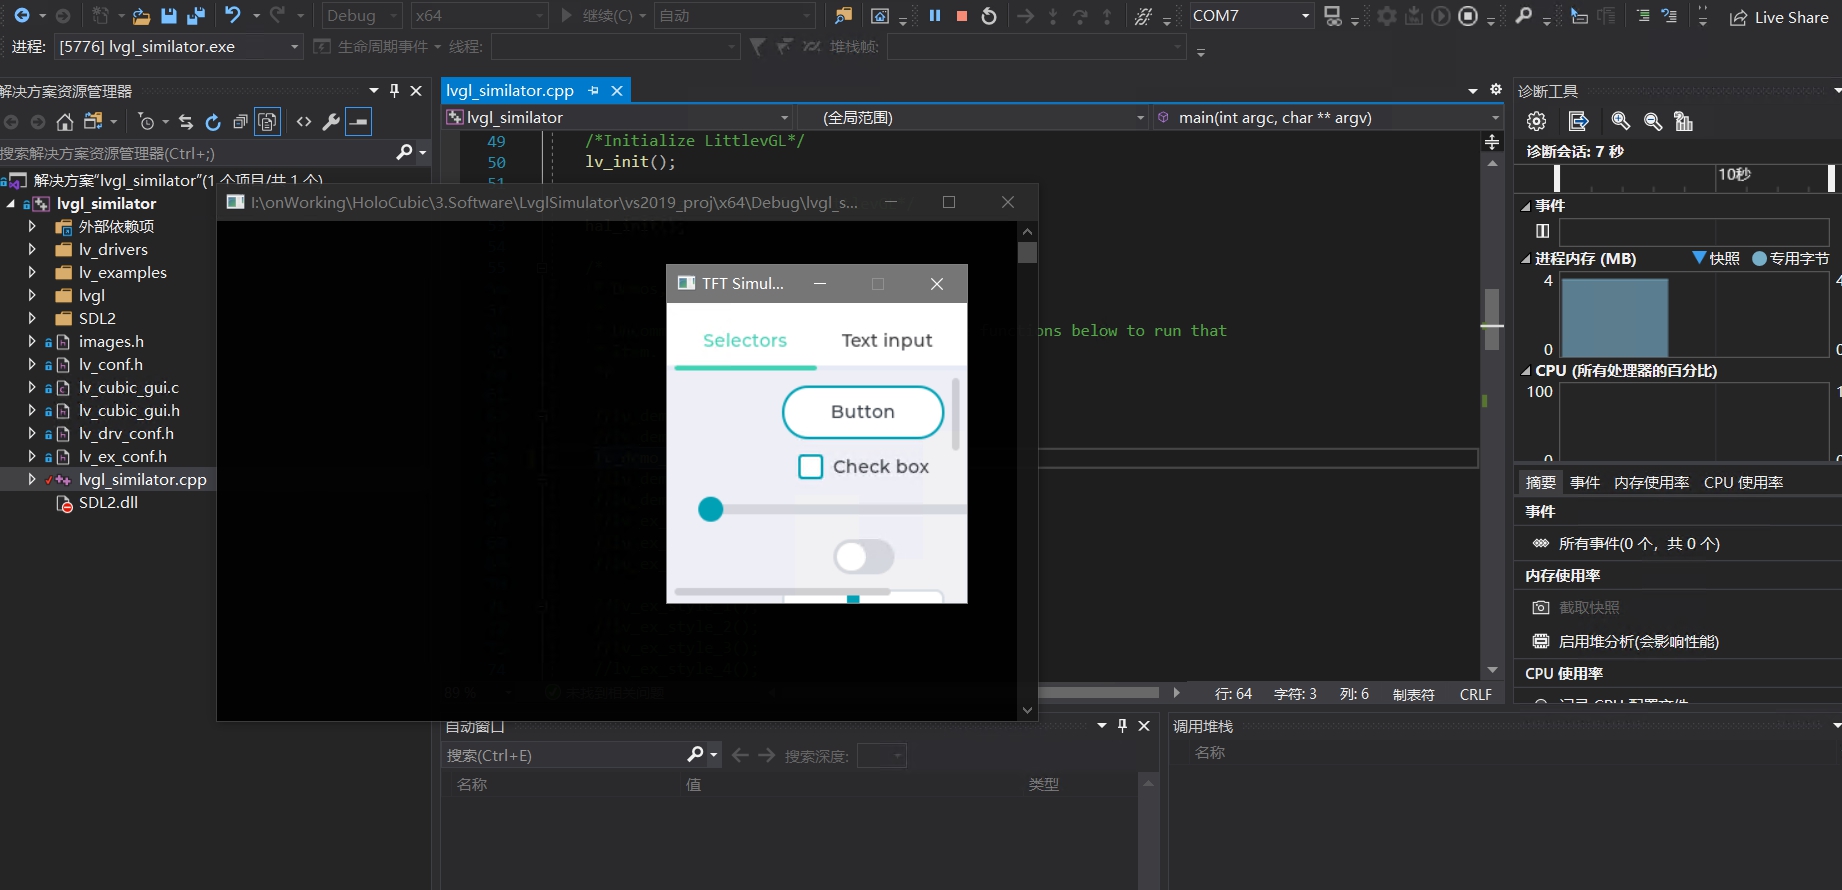 Debug
x64
继续(C)
自动
COM7
Live Share
进程:
[5776] lvgl_similator.exe
生命周期事件
线程:
堆栈帧:
解决方案资源管理器
搜索解决方案资源管理器(Ctrl+;)
解决方案"lvgl_similator"(1 个项目/共 1 个)
lvgl_similator
外部依赖项
lv_drivers
lv_examples
lvgl
SDL2
images.h
lv_conf.h
lv_cubic_gui.c
lv_cubic_gui.h
lv_drv_conf.h
lv_ex_conf.h
lvgl_similator.cpp
SDL2.dll
lvgl_similator.cpp
lvgl_similator
(全局范围)
main(int argc, char ** argv)
49 /*Initialize LittlevGL*/
50 lv_init();
51
I:\onWorking\HoloCubic\3.Software\LvglSimulator\vs2019_proj\x64\Debug\lvgl_s...
hal_init();
below to run that
TFT Simul...
Selectors
Text input
Button
Check box
行: 64
字符: 3
列: 6
制表符
CRLF
自动窗口
搜索(Ctrl+E)
搜索深度:
名称
值
类型
调用堆栈
名称
诊断工具
诊断会话: 7 秒
10秒
事件
进程内存 (MB)
快照
专用字节
4
0
CPU (所有处理器的百分比)
100
0
摘要
事件
内存使用率
CPU 使用率
事件
所有事件(0 个，共 0 个)
内存使用率
截取快照
启用堆分析(会影响性能)
CPU 使用率